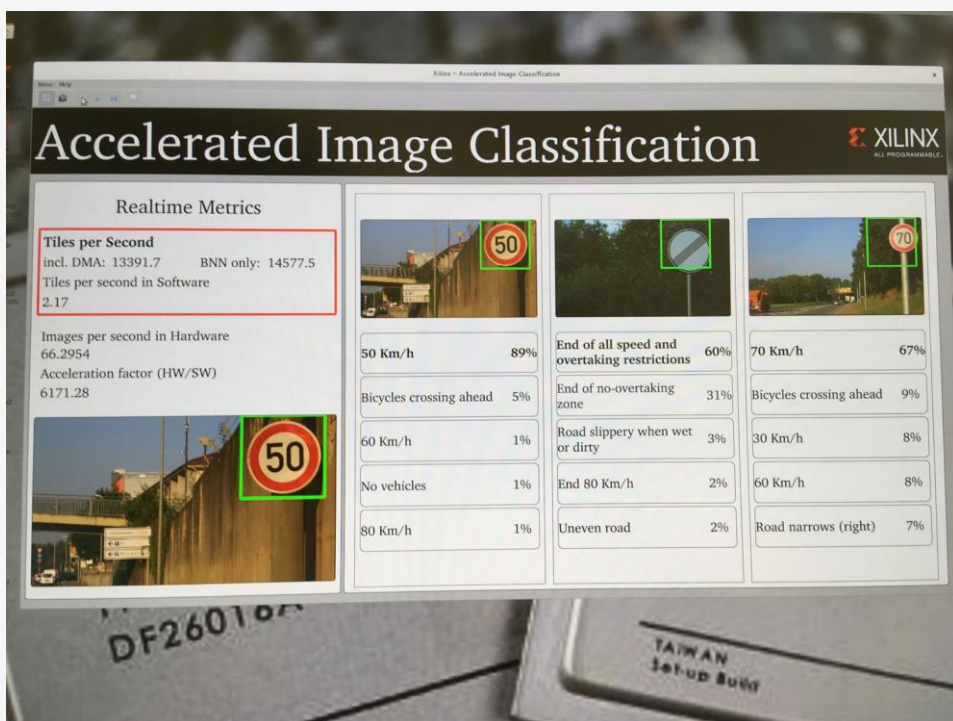 Xilinx - Accelerated Image Classification
Menu Help
Accelerated Image Classification
XILINX
ALL PROGRAMMABLE.
Realtime Metrics
Tiles per Second
incl. DMA: 13391.7 BNN only: 14577.5
Tiles per second in Software
2.17
Images per second in Hardware
66.2954
Acceleration factor (HW/SW)
6171.28
50
50
50 Km/h 89%
Bicycles crossing ahead 5%
60 Km/h 1%
No vehicles 1%
80 Km/h 1%
End of all speed and
overtaking restrictions 60%
End of no-overtaking
zone 31%
Road slippery when wet
or dirty 3%
End 80 Km/h 2%
Uneven road 2%
70
70 Km/h 67%
Bicycles crossing ahead 9%
30 Km/h 8%
60 Km/h 8%
Road narrows (right) 7%
TAIWAN
Set-up Build